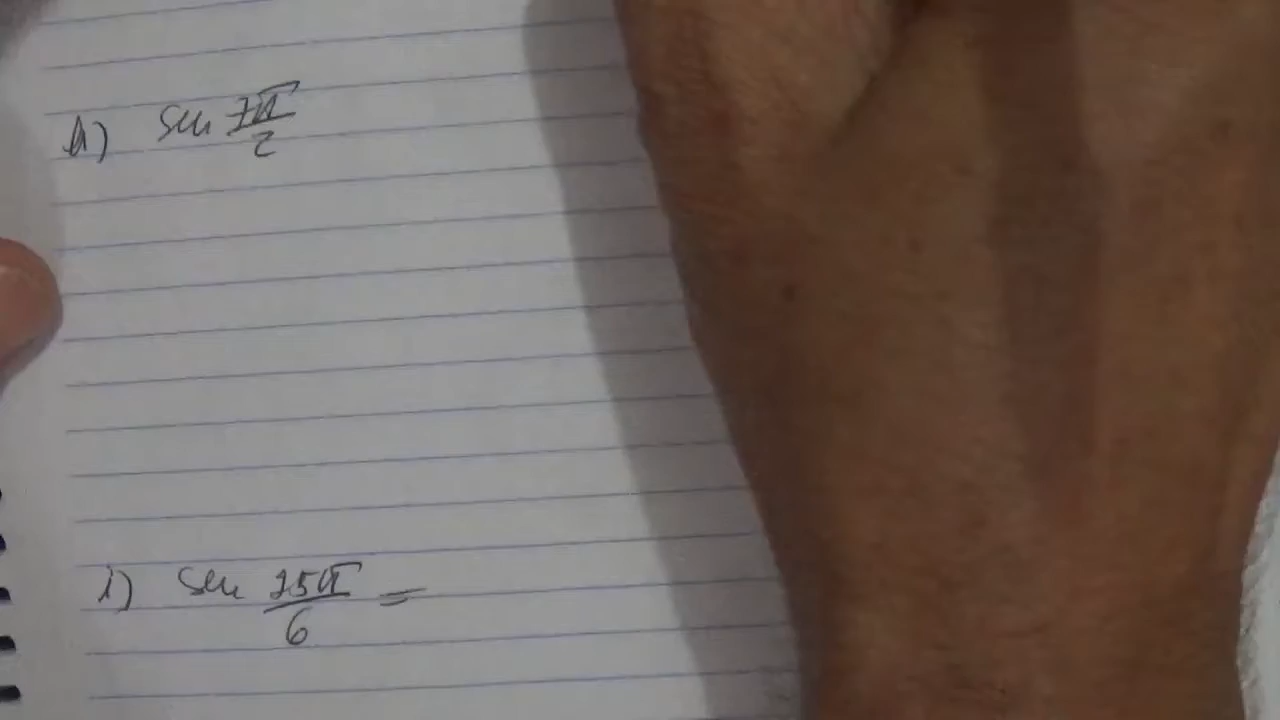 h) sen 7π/2
i) sen 25π/6 =